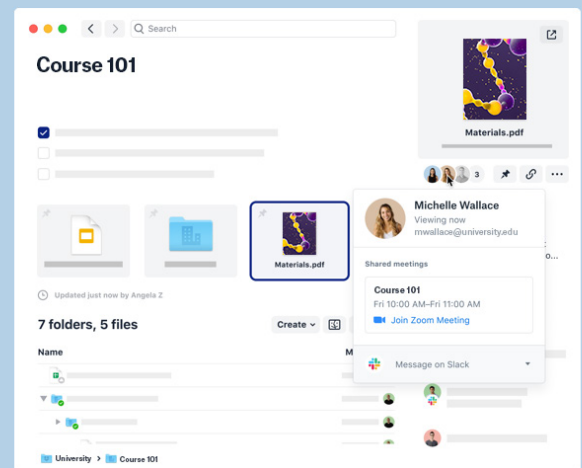 Search
Course 101
Materials.pdf
3
Michelle Wallace
Viewing now
mwallace@university.edu
Shared meetings
Course 101
Fri 10:00 AM–Fri 11:00 AM
Join Zoom Meeting
Message on Slack
Materials.pdf
Updated just now by Angela Z
7 folders, 5 files
Create
Name
M
University
Course 101